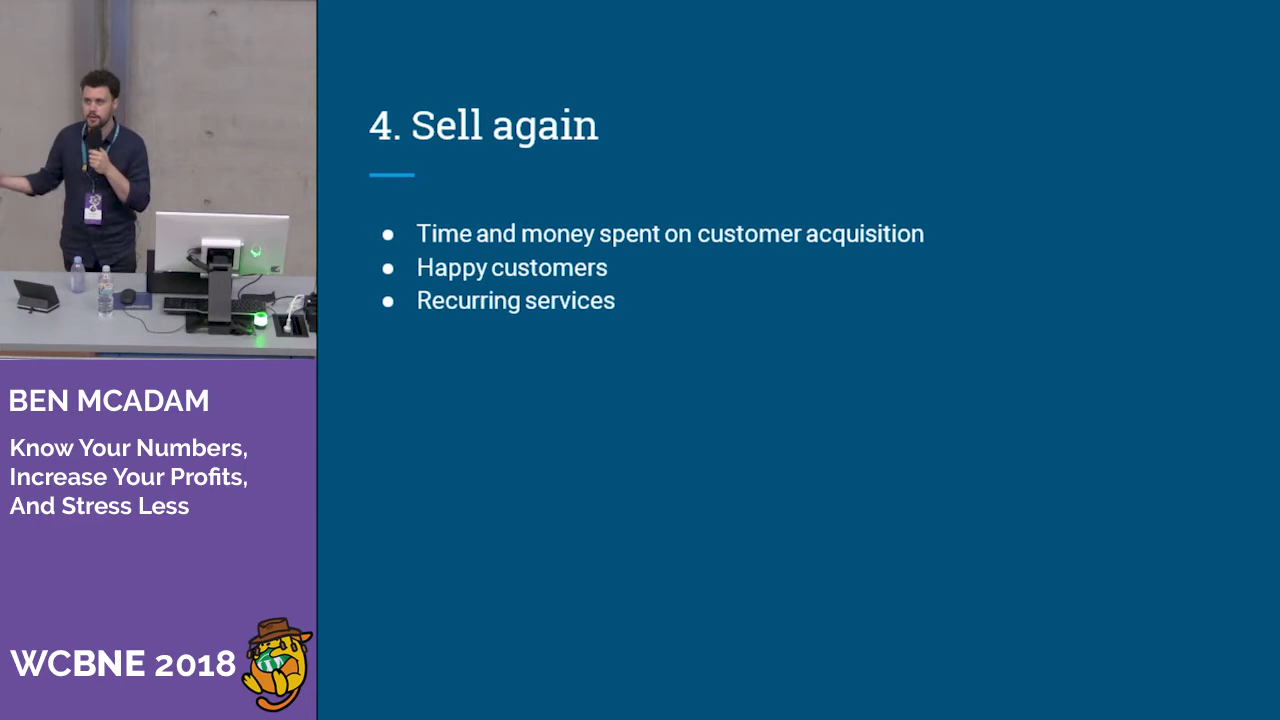 4. Sell again
● Time and money spent on customer acquisition
● Happy customers
● Recurring services
BEN MCADAM
Know Your Numbers,
Increase Your Profits,
And Stress Less
WCBNE 2018